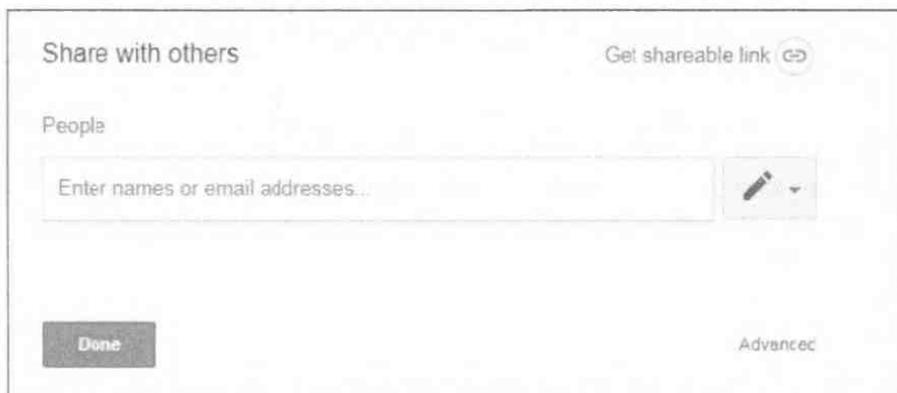 Share with others
Get shareable link
People
Enter names or email addresses...
Done
Advanced